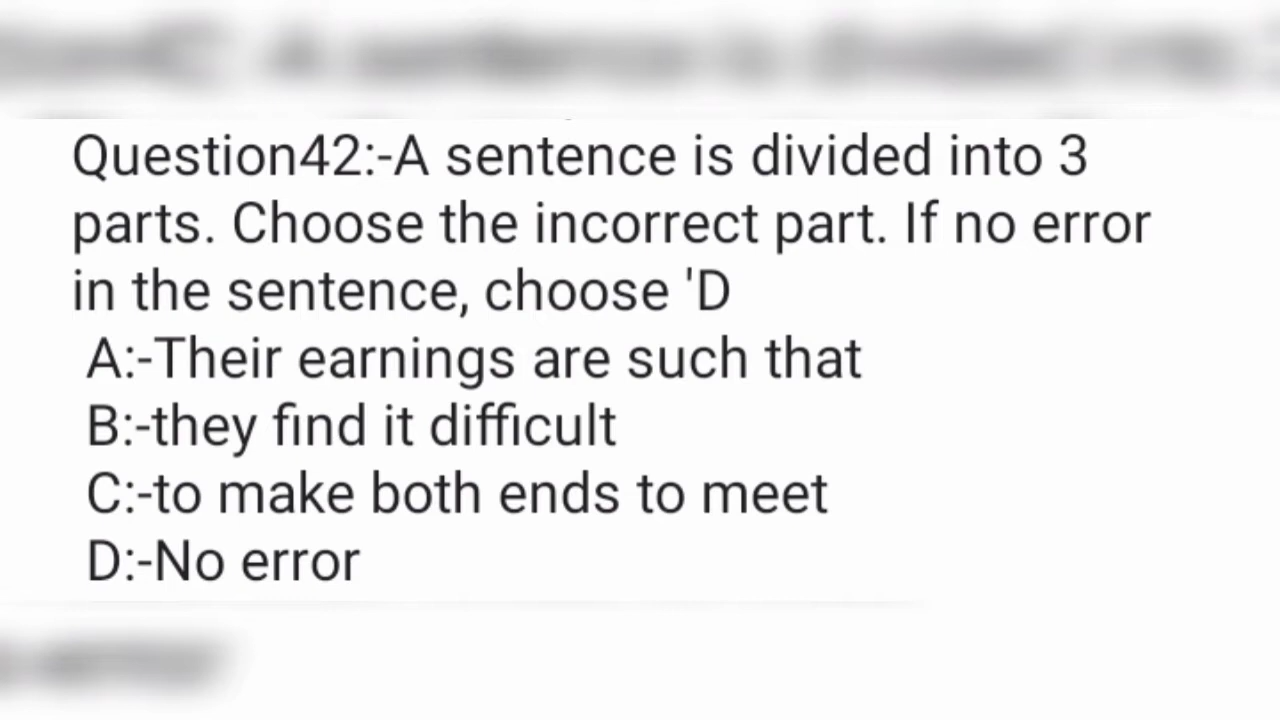 Question42:-A sentence is divided into 3
parts. Choose the incorrect part. If no error
in the sentence, choose 'D
A:-Their earnings are such that
B:-they find it difficult
C:-to make both ends to meet
D:-No error